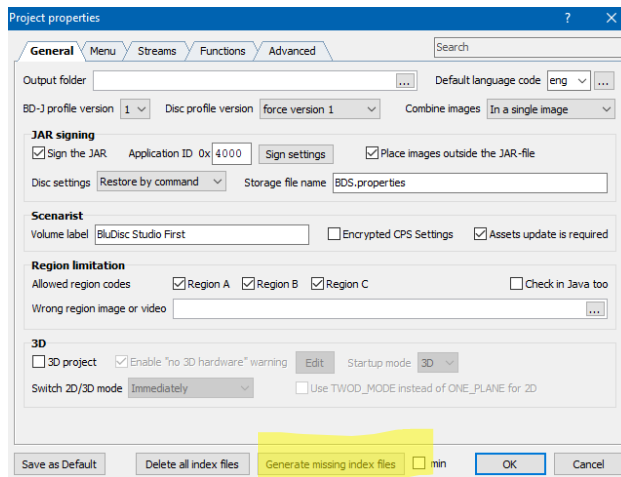 Project properties ? ×
General Menu Streams Functions Advanced Search
Output folder ... Default language code eng ...
BD-J profile version 1 Disc profile version force version 1 Combine images In a single image
JAR signing
Sign the JAR Application ID 0x 4000 Sign settings Place images outside the JAR-file
Disc settings Restore by command Storage file name BDS.properties
Scenarist
Volume label BluDisc Studio First Encrypted CPS Settings Assets update is required
Region limitation
Allowed region codes Region A Region B Region C Check in Java too
Wrong region image or video ...
3D
3D project Enable "no 3D hardware" warning Edit Startup mode 3D
Switch 2D/3D mode Immediately Use TWOD_MODE instead of ONE_PLANE for 2D
Save as Default Delete all index files Generate missing index files min OK Cancel